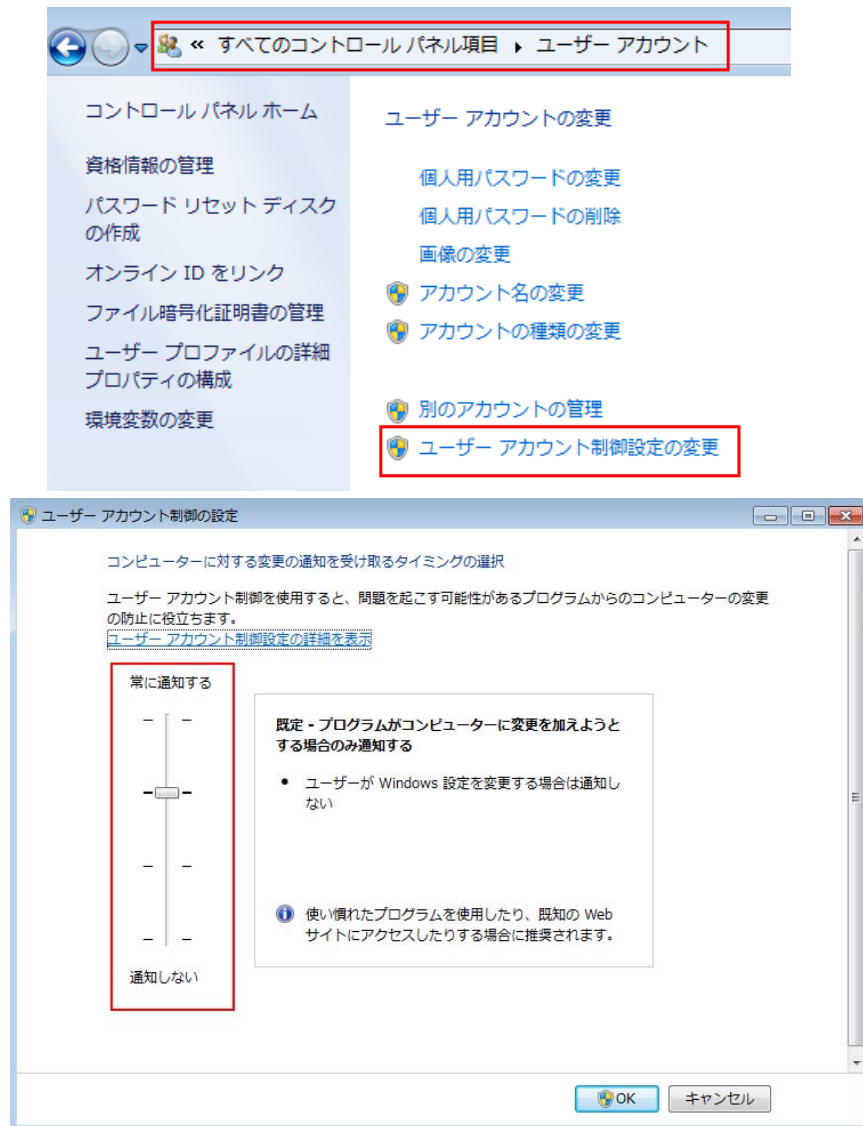 « すべてのコントロール パネル項目 ▸ ユーザー アカウント
コントロール パネル ホーム
資格情報の管理
パスワード リセット ディスク
の作成
オンライン ID をリンク
ファイル暗号化証明書の管理
ユーザー プロファイルの詳細
プロパティの構成
環境変数の変更
ユーザー アカウントの変更
個人用パスワードの変更
個人用パスワードの削除
画像の変更
アカウント名の変更
アカウントの種類の変更
別のアカウントの管理
ユーザー アカウント制御設定の変更
ユーザー アカウント制御の設定
コンピューターに対する変更の通知を受け取るタイミングの選択
ユーザー アカウント制御を使用すると、問題を起こす可能性があるプログラムからのコンピューターの変更
の防止に役立ちます。
ユーザー アカウント制御設定の詳細を表示
常に通知する
通知しない
既定 - プログラムがコンピューターに変更を加えようと
する場合のみ通知する
• ユーザーが Windows 設定を変更する場合は通知し
ない
使い慣れたプログラムを使用したり、既知の Web
サイトにアクセスしたりする場合に推奨されます。
OK
キャンセル